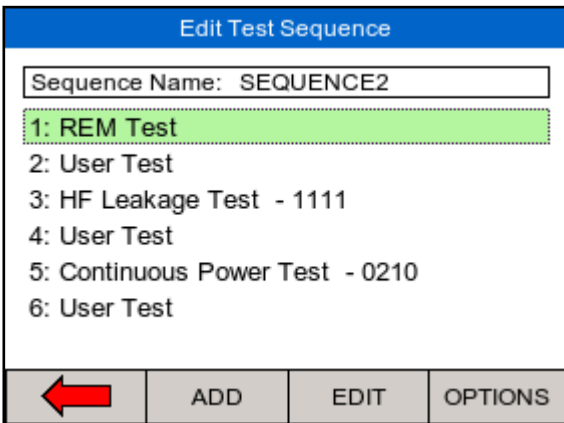 Edit Test Sequence
Sequence Name: SEQUENCE2
1: REM Test
2: User Test
3: HF Leakage Test - 1111
4: User Test
5: Continuous Power Test - 0210
6: User Test
ADD EDIT OPTIONS